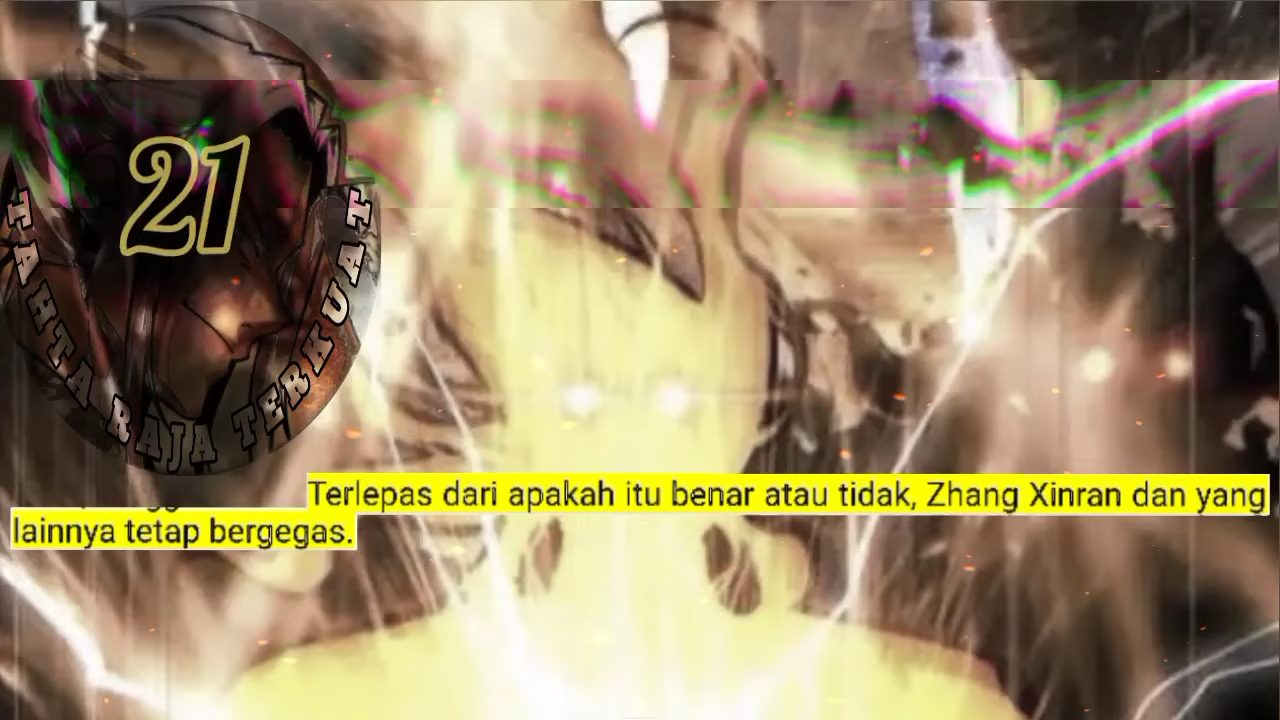 21
TAHTA RAJA TERKUAT
Terlepas dari apakah itu benar atau tidak, Zhang Xinran dan yang
lainnya tetap bergegas.